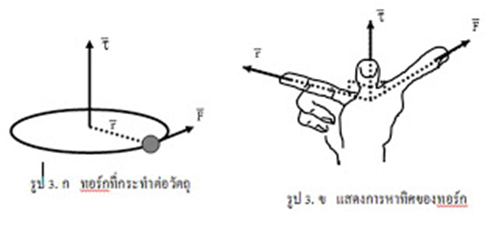 τ̄
r̄
F̄
รูป 3. ก ทอร์กที่กระทำต่อวัตถุ
r̄
τ̄
F̄
รูป 3. ข แสดงการหาทิศของทอร์ก